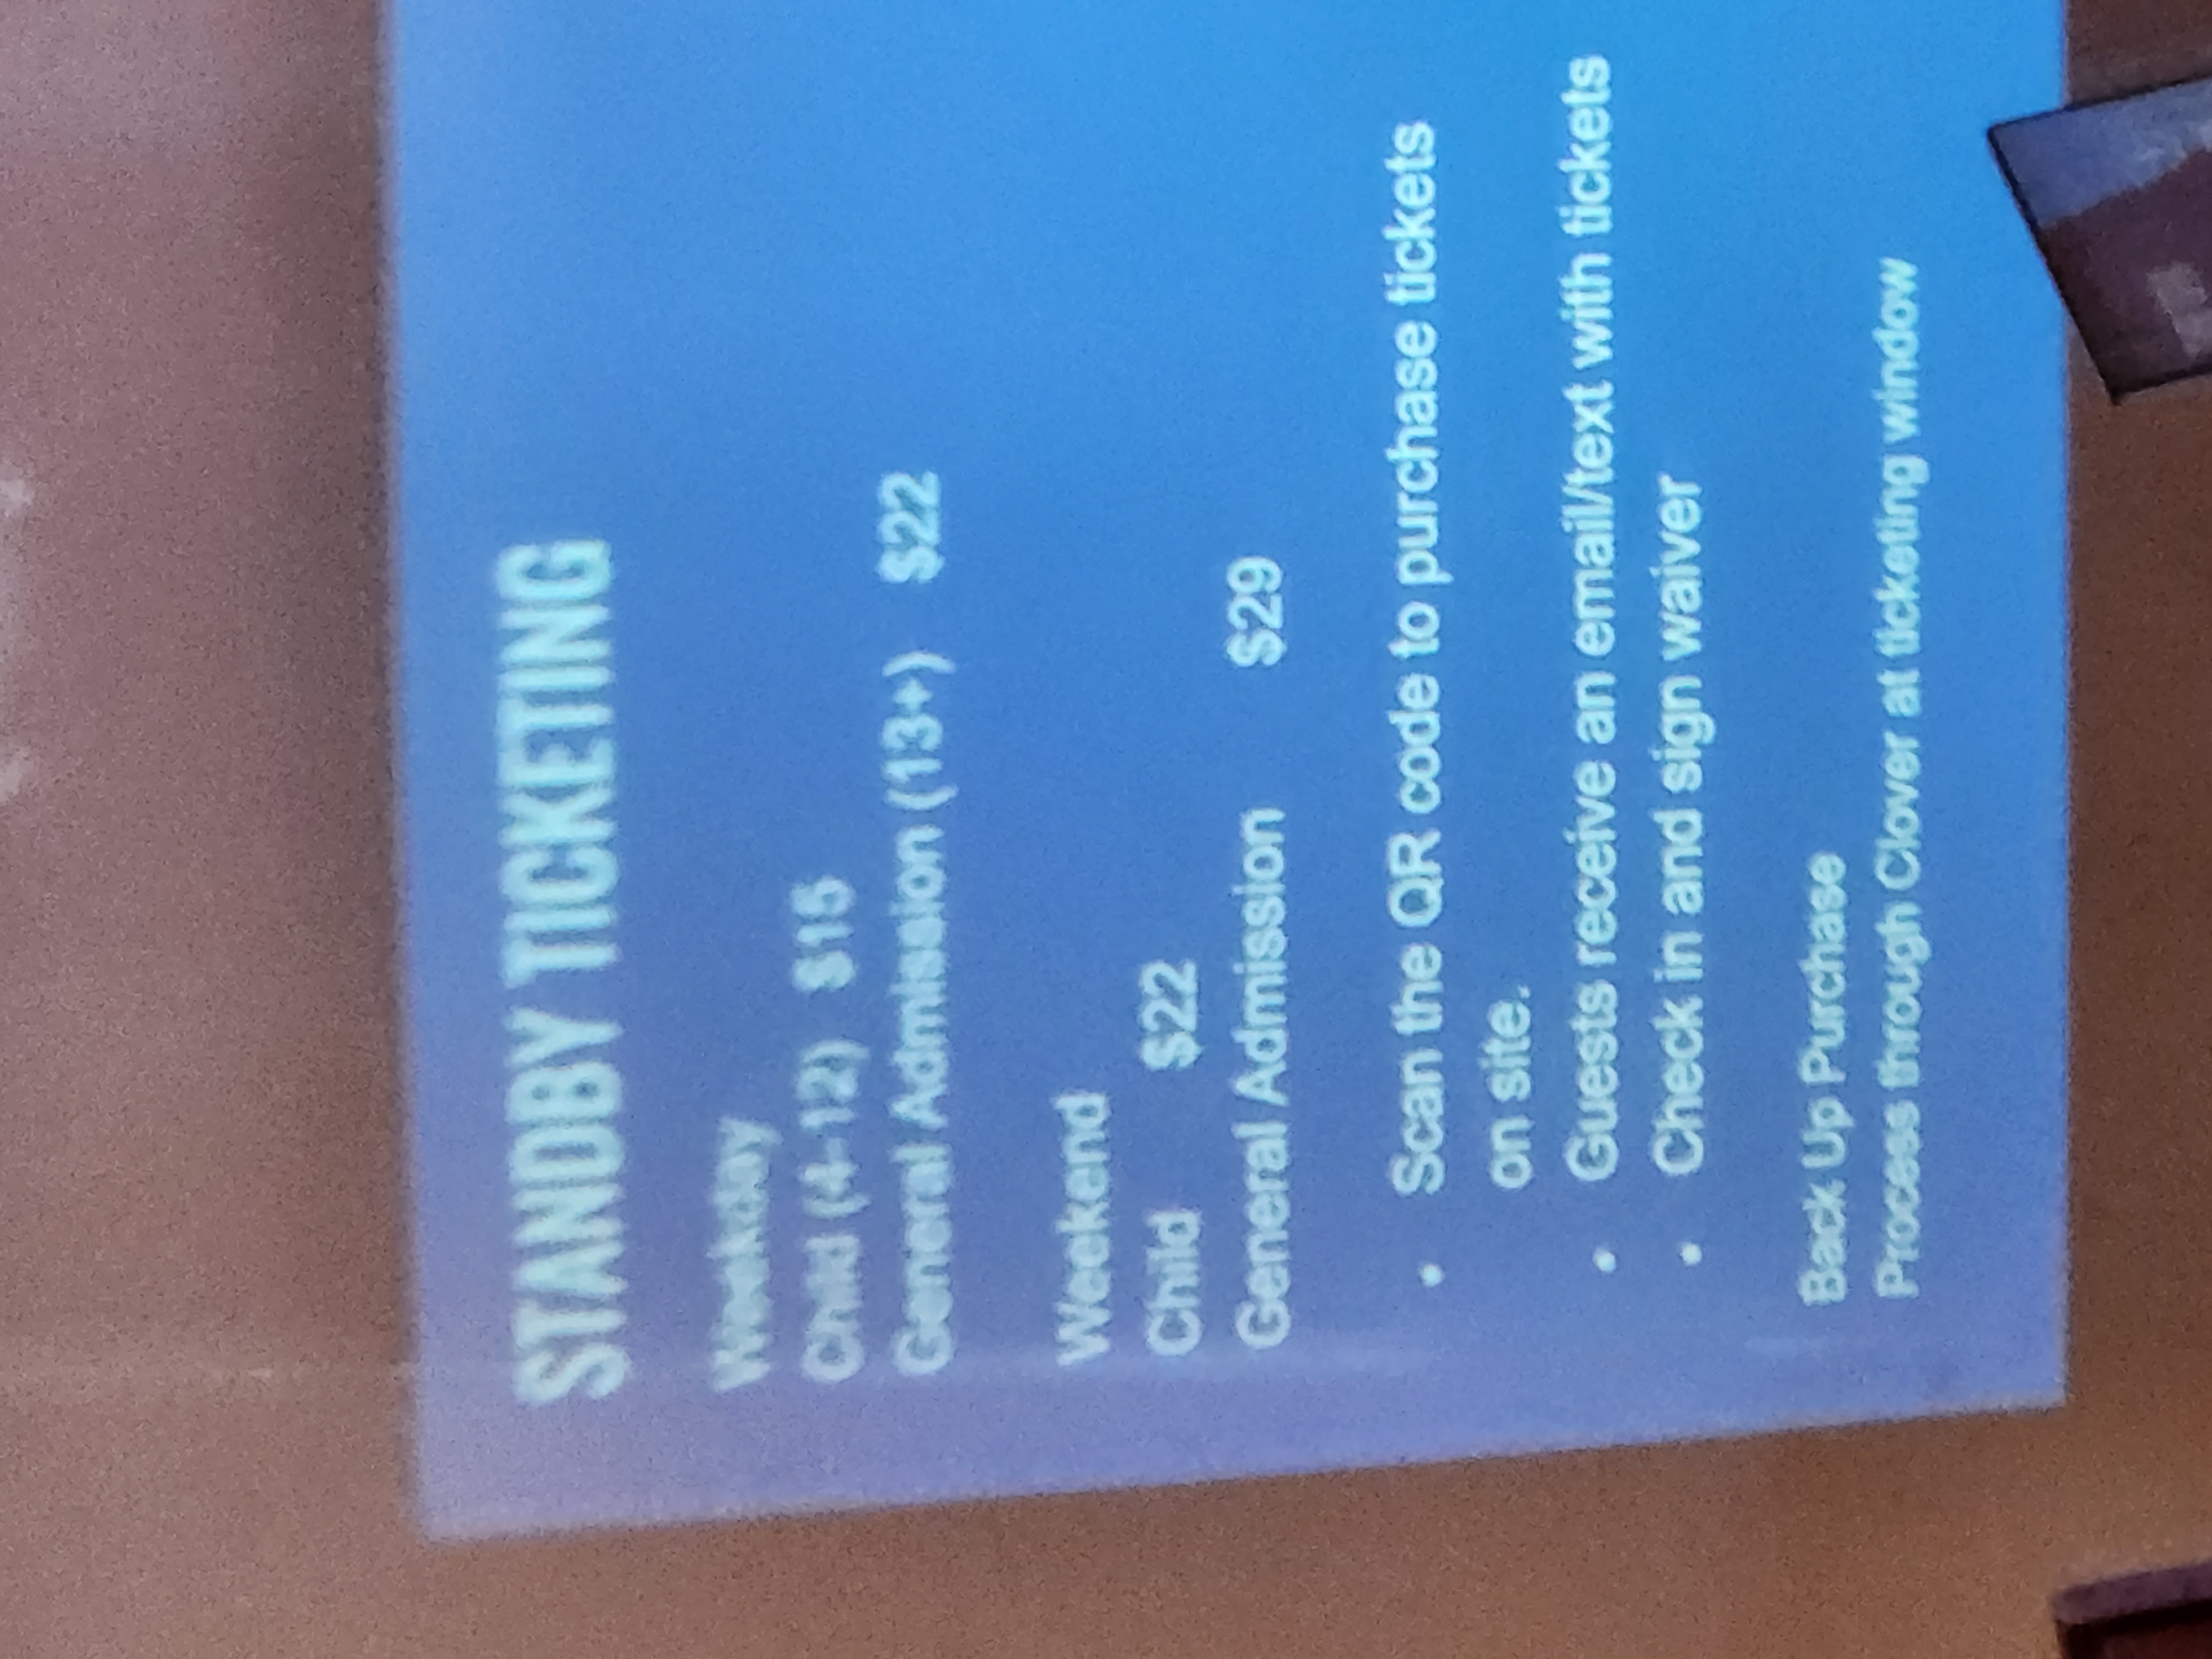 STANDBY TICKETING
Weekday
Child (4-12) $15
General Admission (13+) $22
Weekend
Child $22
General Admission $29
• Scan the QR code to purchase tickets
on site.
• Guests receive an email/text with tickets
• Check in and sign waiver
Back Up Purchase
Process through Clover at ticketing window